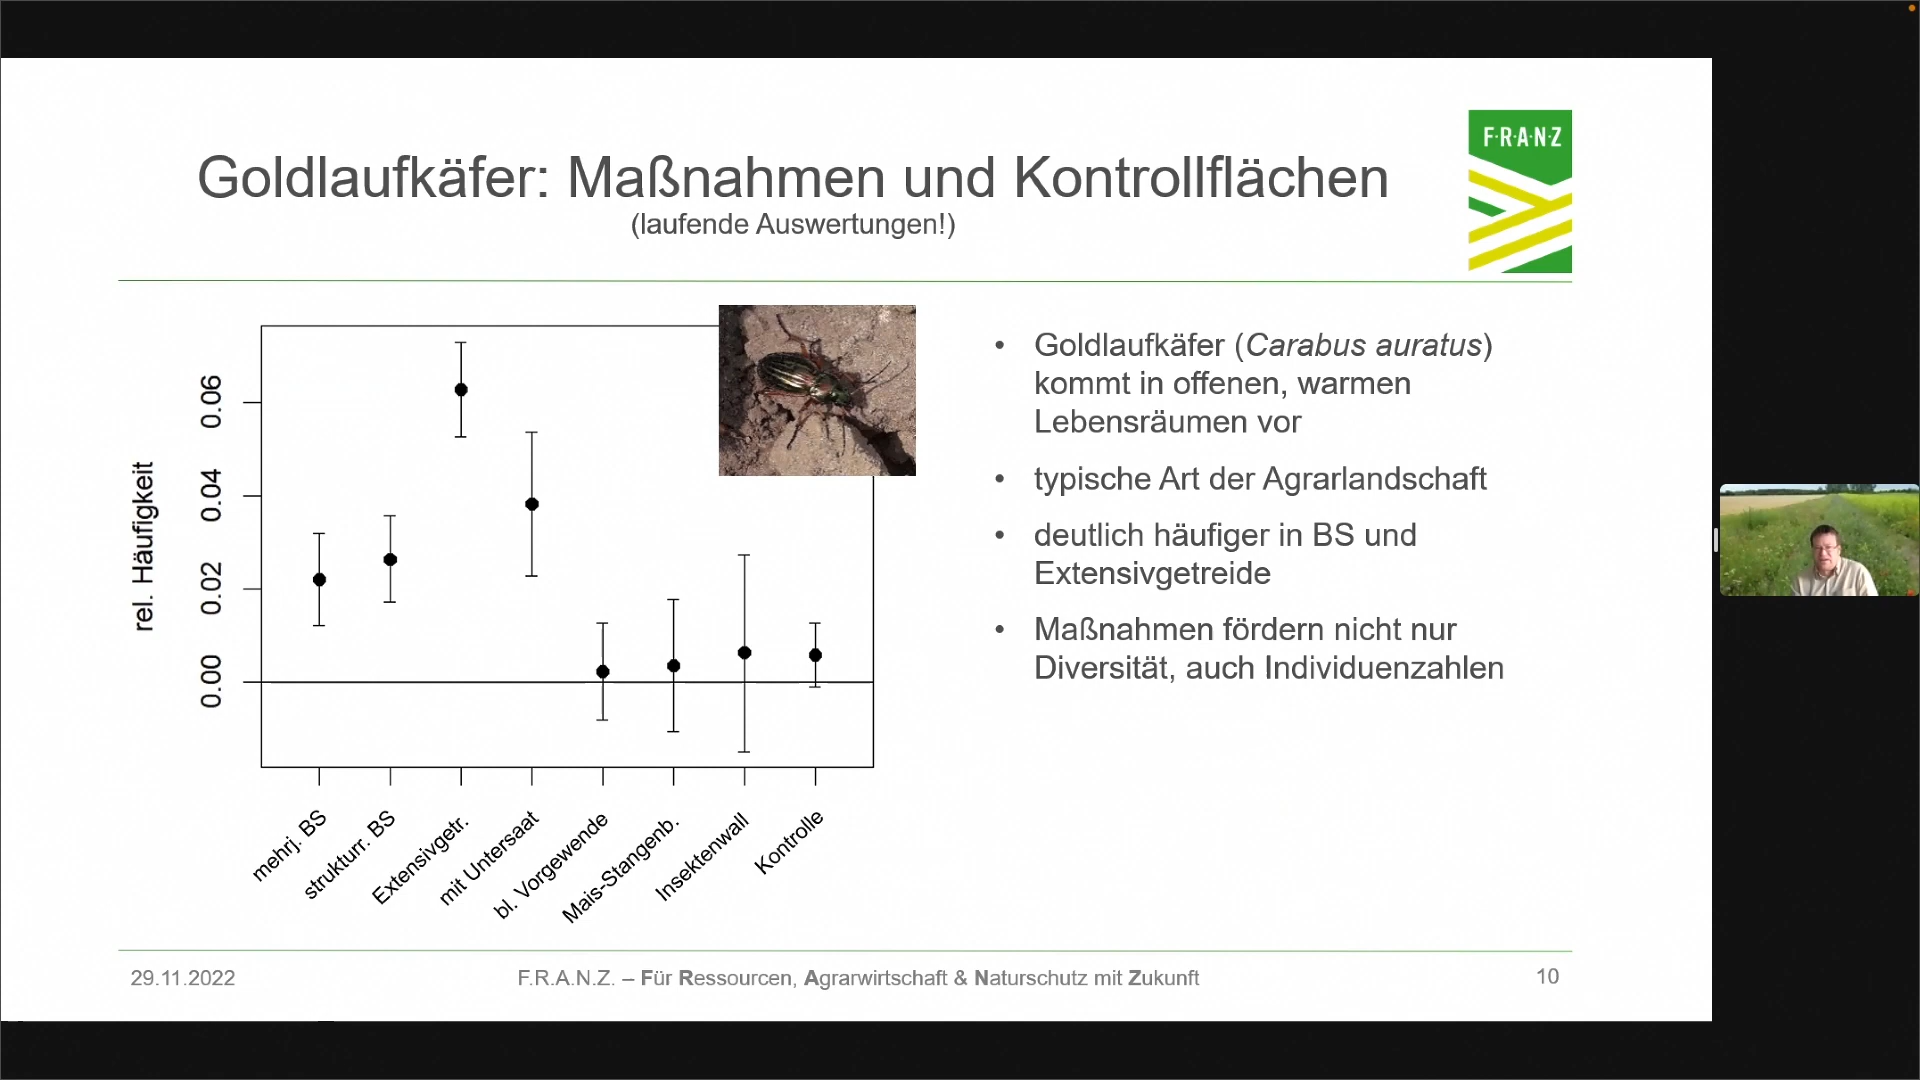 F·R·A·N·Z
Goldlaufkäfer: Maßnahmen und Kontrollflächen
(laufende Auswertungen!)
rel. Häufigkeit
0.06
0.04
0.02
0.00
mehrj. BS
strukturr. BS
Extensivgetr.
mit Untersaat
bl. Vorgewende
Mais-Stangenb.
Insektenwall
Kontrolle
• Goldlaufkäfer (Carabus auratus)
kommt in offenen, warmen
Lebensräumen vor
• typische Art der Agrarlandschaft
• deutlich häufiger in BS und
Extensivgetreide
• Maßnahmen fördern nicht nur
Diversität, auch Individuenzahlen
29.11.2022
F.R.A.N.Z. – Für Ressourcen, Agrarwirtschaft & Naturschutz mit Zukunft
10